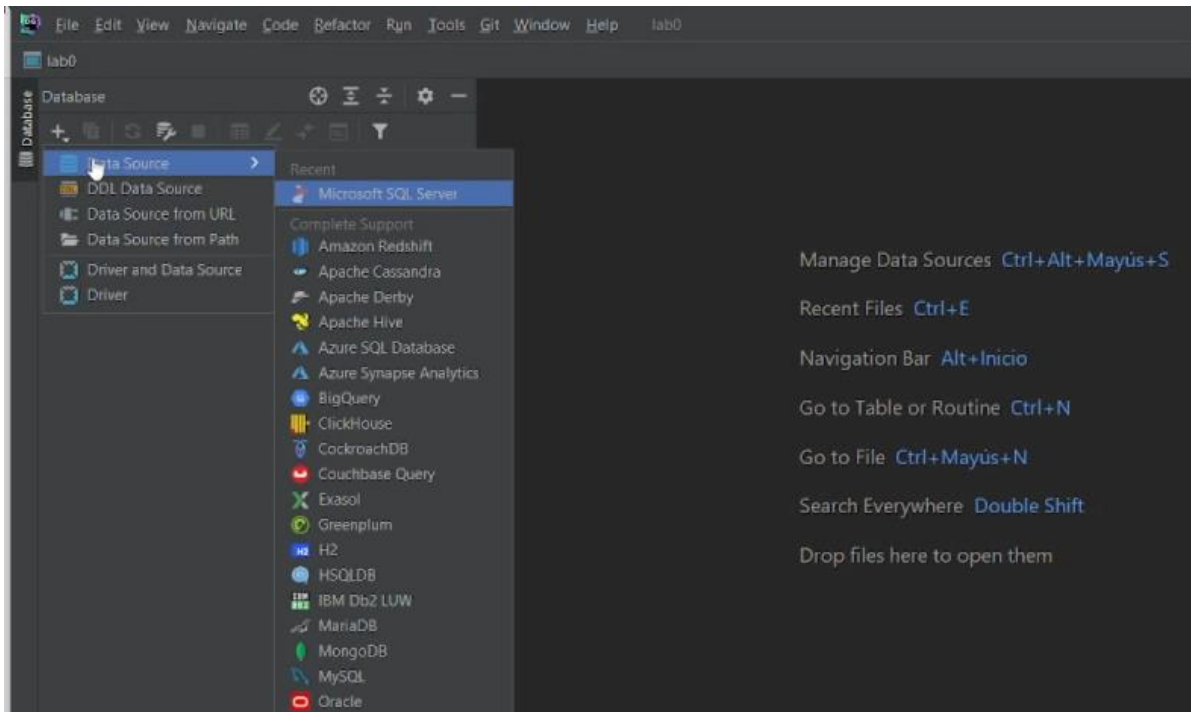 File Edit View Navigate Code Refactor Run Tools Git Window Help lab0
lab0
Database
Database
Data Source
DDL Data Source
Data Source from URL
Data Source from Path
Driver and Data Source
Driver
Recent
Microsoft SQL Server
Complete Support
Amazon Redshift
Apache Cassandra
Apache Derby
Apache Hive
Azure SQL Database
Azure Synapse Analytics
BigQuery
ClickHouse
CockroachDB
Couchbase Query
Exasol
Greenplum
H2
HSQLDB
IBM Db2 LUW
MariaDB
MongoDB
MySQL
Oracle
Manage Data Sources Ctrl+Alt+Mayús+S
Recent Files Ctrl+E
Navigation Bar Alt+Inicio
Go to Table or Routine Ctrl+N
Go to File Ctrl+Mayús+N
Search Everywhere Double Shift
Drop files here to open them